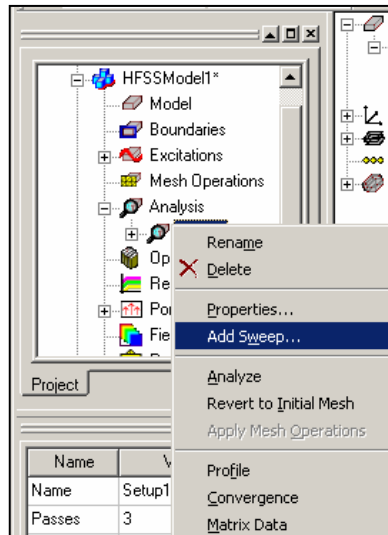 HFSSModel1*
Model
Boundaries
Excitations
Mesh Operations
Analysis
Op
Re
Por
Fie
Rename
Delete
Properties...
Add Sweep...
Analyze
Revert to Initial Mesh
Apply Mesh Operations
Profile
Convergence
Matrix Data
Project
Name V
Name Setup1
Passes 3